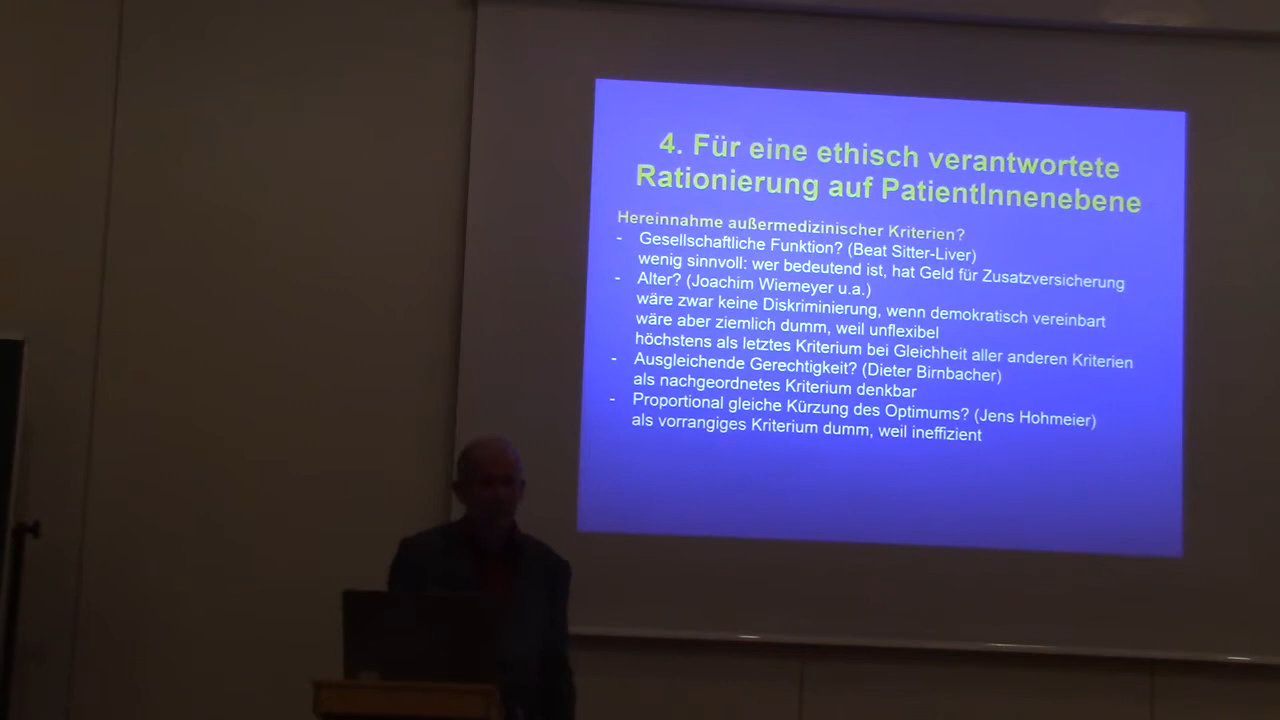 4. Für eine ethisch verantwortete
Rationierung auf PatientInnenebene
Hereinnahme außermedizinischer Kriterien?
- Gesellschaftliche Funktion? (Beat Sitter-Liver)
wenig sinnvoll: wer bedeutend ist, hat Geld für Zusatzversicherung
- Alter? (Joachim Wiemeyer u.a.)
wäre zwar keine Diskriminierung, wenn demokratisch vereinbart
wäre aber ziemlich dumm, weil unflexibel
höchstens als letztes Kriterium bei Gleichheit aller anderen Kriterien
- Ausgleichende Gerechtigkeit? (Dieter Birnbacher)
als nachgeordnetes Kriterium denkbar
- Proportional gleiche Kürzung des Optimums? (Jens Hohmeier)
als vorrangiges Kriterium dumm, weil ineffizient